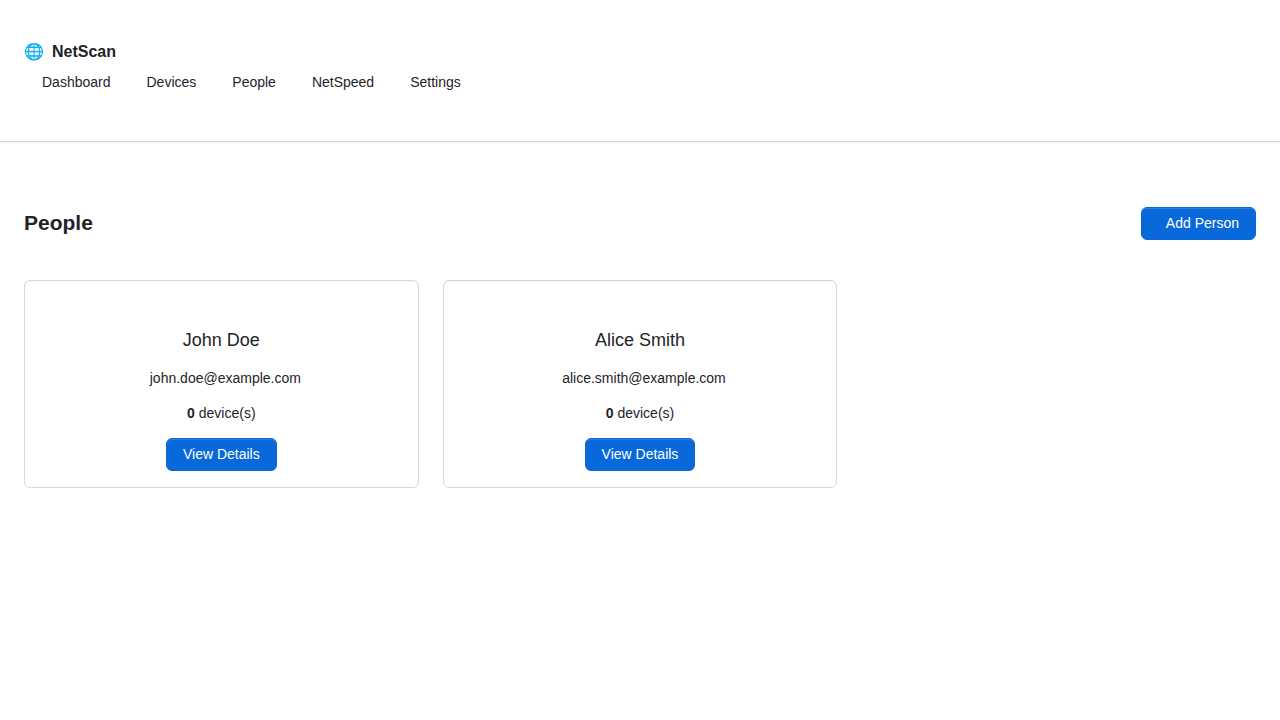 🌐 NetScan
Dashboard Devices People NetSpeed Settings
People
Add Person
John Doe
john.doe@example.com
0 device(s)
View Details
Alice Smith
alice.smith@example.com
0 device(s)
View Details